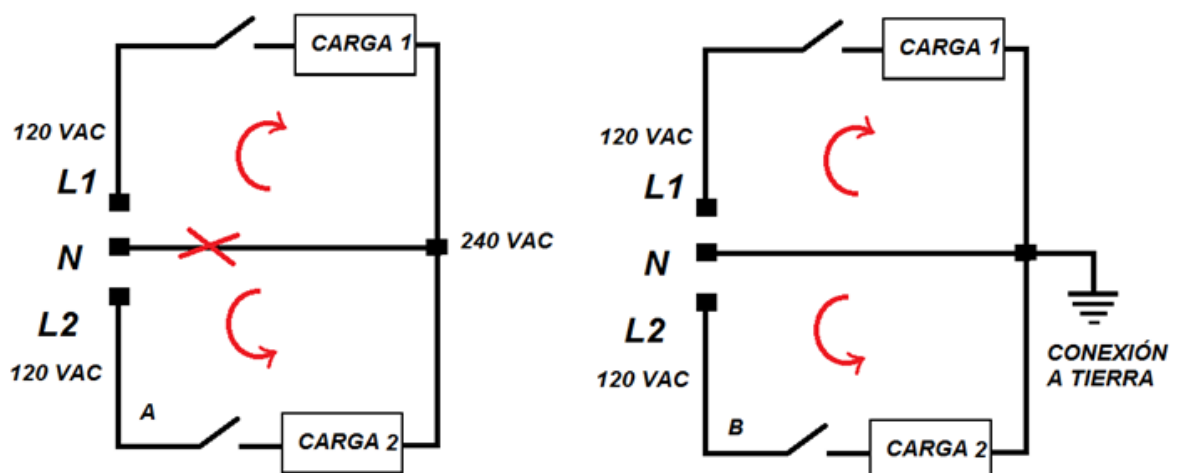 CARGA 1
120 VAC
L1
N
240 VAC
L2
120 VAC
A
CARGA 2
CARGA 1
120 VAC
L1
N
L2
120 VAC
CONEXIÓN
A TIERRA
B
CARGA 2